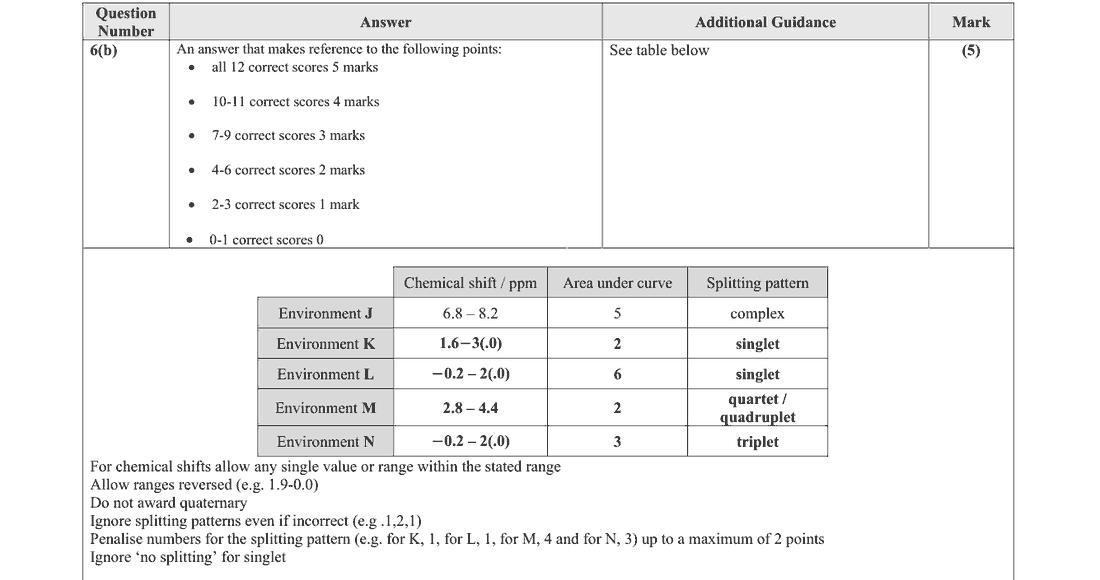 Question Number Answer Additional Guidance Mark
6(b) An answer that makes reference to the following points: See table below (5)
• all 12 correct scores 5 marks
• 10-11 correct scores 4 marks
• 7-9 correct scores 3 marks
• 4-6 correct scores 2 marks
• 2-3 correct scores 1 mark
• 0-1 correct scores 0
Chemical shift / ppm Area under curve Splitting pattern
Environment J 6.8 – 8.2 5 complex
Environment K 1.6–3(.0) 2 singlet
Environment L –0.2 – 2(.0) 6 singlet
Environment M 2.8 – 4.4 2 quartet / quadruplet
Environment N –0.2 – 2(.0) 3 triplet
For chemical shifts allow any single value or range within the stated range
Allow ranges reversed (e.g. 1.9-0.0)
Do not award quaternary
Ignore splitting patterns even if incorrect (e.g .1,2,1)
Penalise numbers for the splitting pattern (e.g. for K, 1, for L, 1, for M, 4 and for N, 3) up to a maximum of 2 points
Ignore ‘no splitting’ for singlet